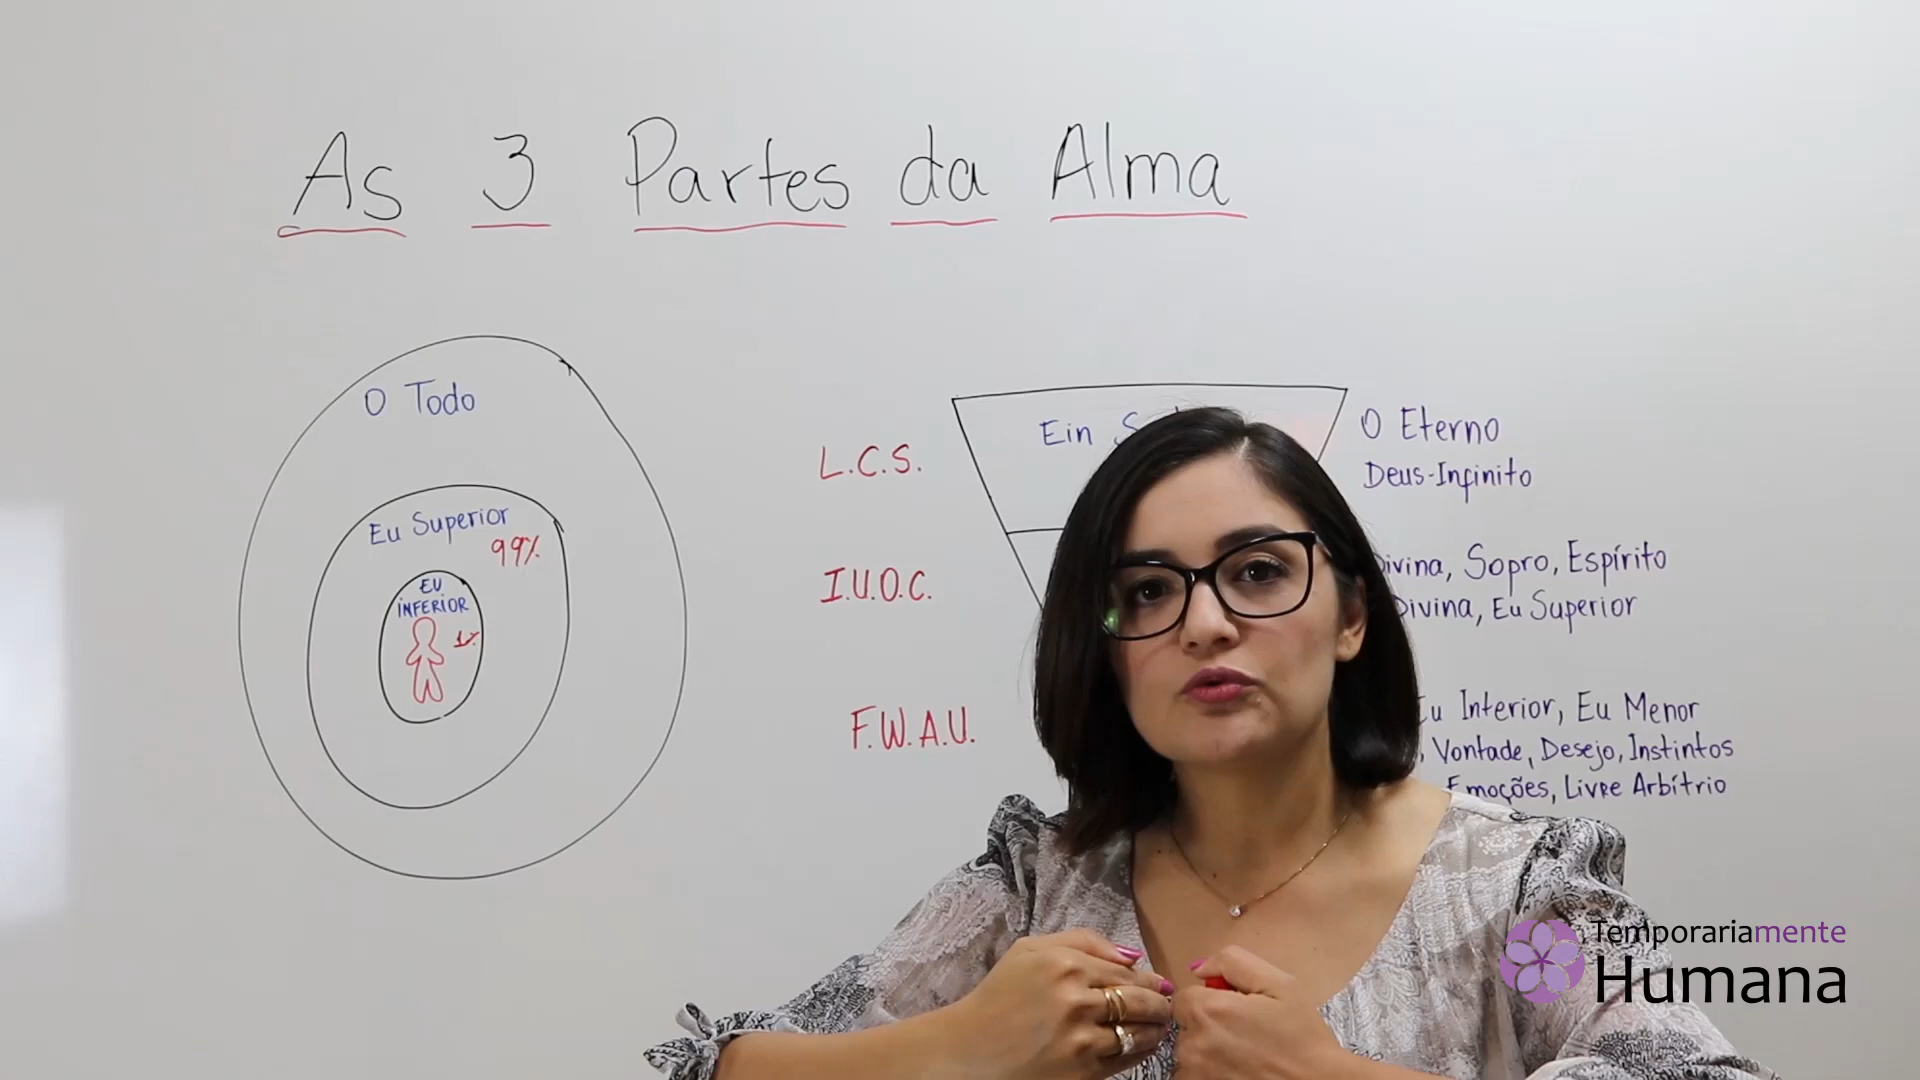 As 3 Partes da Alma
O Todo
Eu Superior
99%
EU
INFERIOR
1%
L.C.S.
I.U.O.C.
F.W.A.U.
Ein
O Eterno
Deus-Infinito
Sopro, Espírito
Eu Superior
Interior, Eu Menor
Vontade, Desejo, Instintos
Emoções, Livre Arbítrio
Temporariamente
Humana